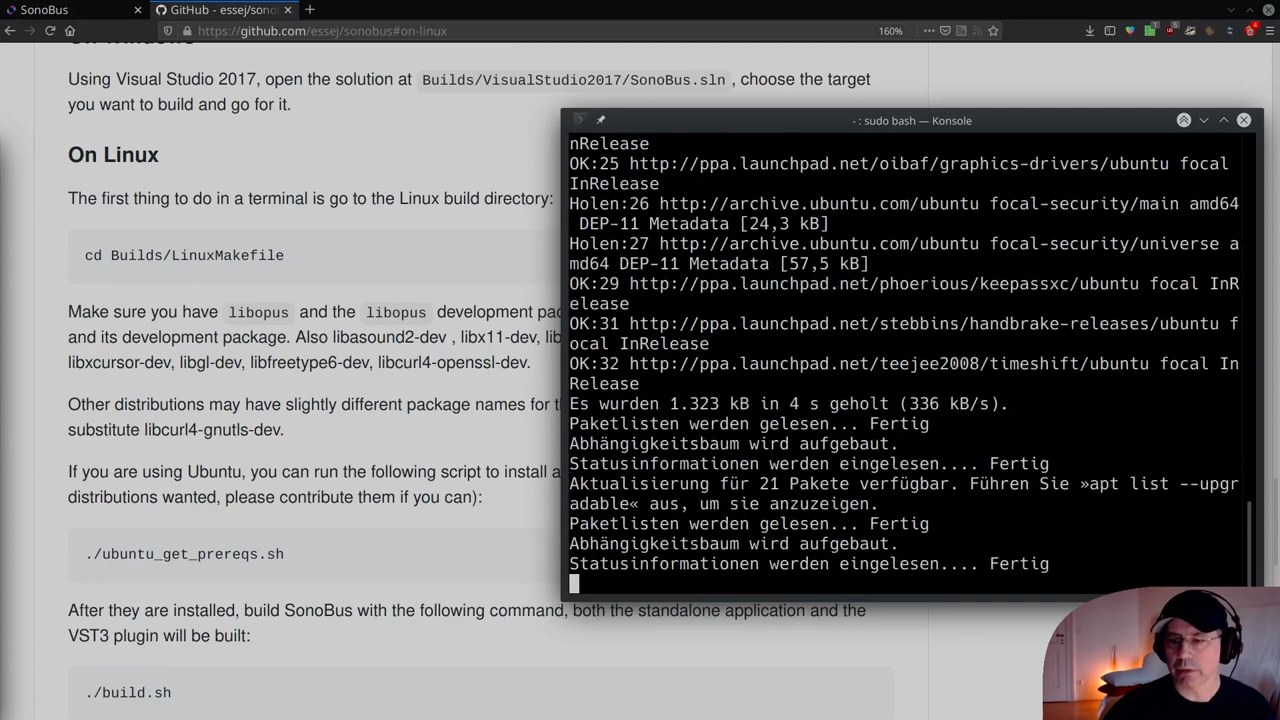 SonoBus
GitHub - essej/sono
https://github.com/essej/sonobus#on-linux
160%
Using Visual Studio 2017, open the solution at Builds/VisualStudio2017/SonoBus.sln , choose the target
you want to build and go for it.
On Linux
The first thing to do in a terminal is go to the Linux build directory:
cd Builds/LinuxMakefile
Make sure you have libopus and the libopus development pac
and its development package. Also libasound2-dev , libx11-dev, lib
libxcursor-dev, libgl-dev, libfreetype6-dev, libcurl4-openssl-dev.
Other distributions may have slightly different package names for t
substitute libcurl4-gnutls-dev.
If you are using Ubuntu, you can run the following script to install a
distributions wanted, please contribute them if you can):
./ubuntu_get_prereqs.sh
After they are installed, build SonoBus with the following command, both the standalone application and the
VST3 plugin will be built:
./build.sh
- : sudo bash — Konsole
nRelease
OK:25 http://ppa.launchpad.net/oibaf/graphics-drivers/ubuntu focal
InRelease
Holen:26 http://archive.ubuntu.com/ubuntu focal-security/main amd64
DEP-11 Metadata [24,3 kB]
Holen:27 http://archive.ubuntu.com/ubuntu focal-security/universe a
md64 DEP-11 Metadata [57,5 kB]
OK:29 http://ppa.launchpad.net/phoerious/keepassxc/ubuntu focal InR
elease
OK:31 http://ppa.launchpad.net/stebbins/handbrake-releases/ubuntu f
ocal InRelease
OK:32 http://ppa.launchpad.net/teejee2008/timeshift/ubuntu focal In
Release
Es wurden 1.323 kB in 4 s geholt (336 kB/s).
Paketlisten werden gelesen... Fertig
Abhängigkeitsbaum wird aufgebaut.
Statusinformationen werden eingelesen.... Fertig
Aktualisierung für 21 Pakete verfügbar. Führen Sie »apt list --upgr
adable« aus, um sie anzuzeigen.
Paketlisten werden gelesen... Fertig
Abhängigkeitsbaum wird aufgebaut.
Statusinformationen werden eingelesen.... Fertig